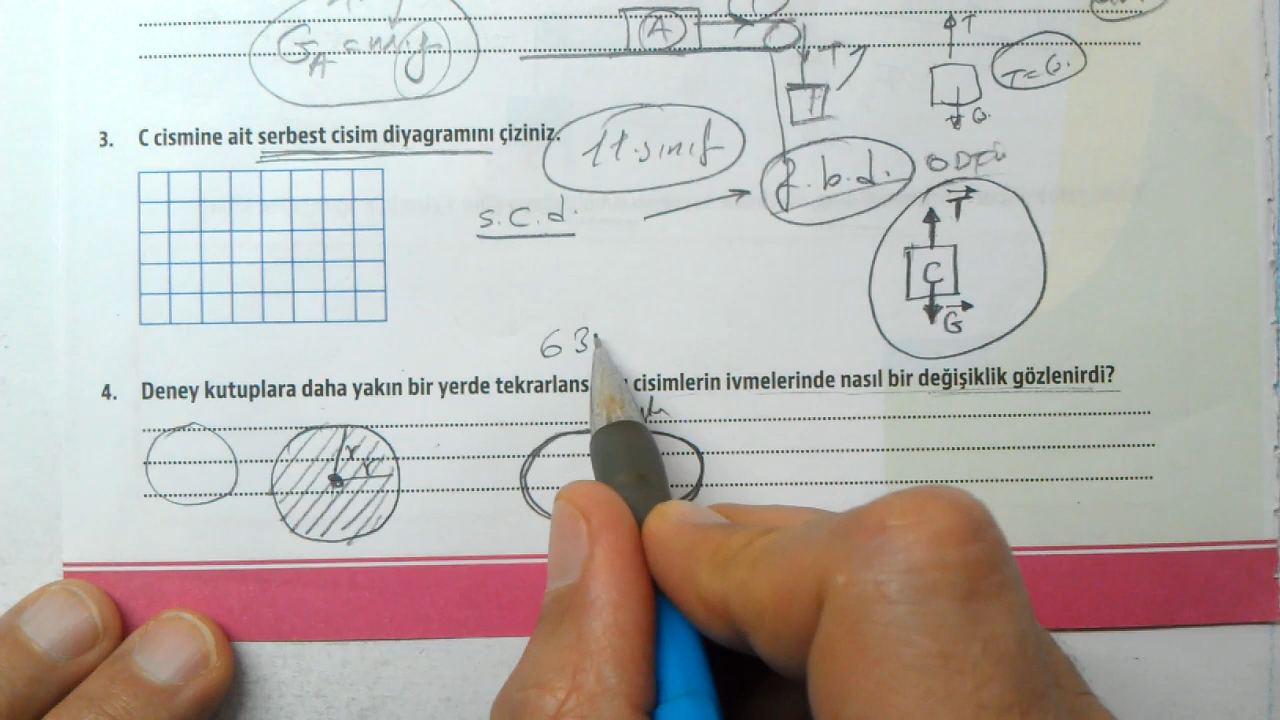 A
T
T
T=G.
G.
3. C cismine ait serbest cisim diyagramını çiziniz.
11.sınıf
s.c.d.
f.b.d.
T
C
G
63
4. Deney kutuplara daha yakın bir yerde tekrarlans cisimlerin ivmelerinde nasıl bir değişiklik gözlenirdi?
r
r